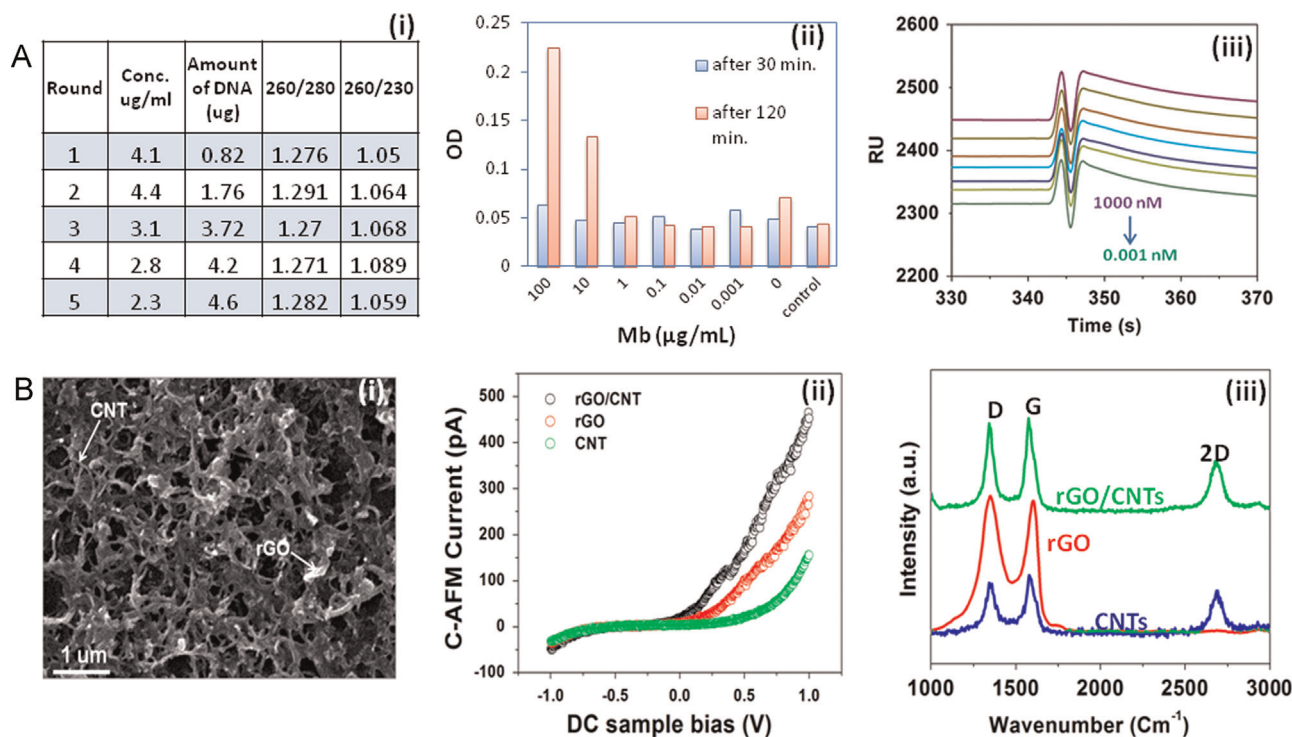 A
(i)
Round
Conc.
ug/ml
Amount
of DNA
(ug)
260/280
260/230
1 4.1 0.82 1.276 1.05
2 4.4 1.76 1.291 1.064
3 3.1 3.72 1.27 1.068
4 2.8 4.2 1.271 1.089
5 2.3 4.6 1.282 1.059
(ii)
OD
0.25
0.2
0.15
0.1
0.05
0
after 30 min.
after 120
min.
100 10 1 0.1 0.01 0.001 0 control
Mb (µg/mL)
(iii)
RU
2600
2500
2400
2300
2200
1000 nM
0.001 nM
330 340 350 360 370
Time (s)
B
(i)
CNT
rGO
1 um
(ii)
C-AFM Current (pA)
500
400
300
200
100
0
-100
rGO/CNT
rGO
CNT
-1.0 -0.5 0.0 0.5 1.0
DC sample bias (V)
(iii)
Intensity (a.u.)
D G
2D
rGO/CNTs
rGO
CNTs
1000 1500 2000 2500 3000
Wavenumber (Cm⁻¹)